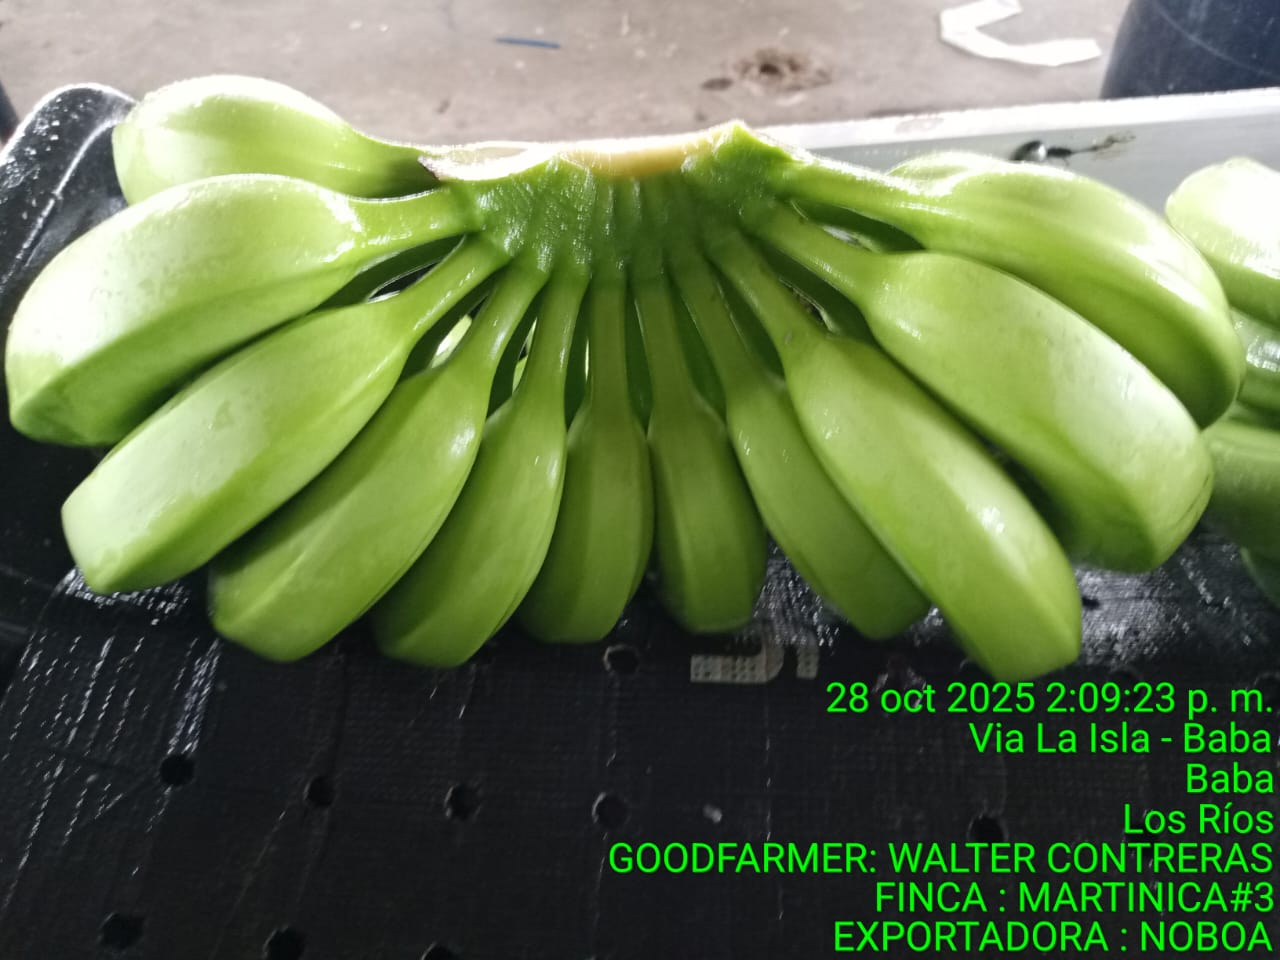 28 oct 2025 2:09:23 p. m.
Via La Isla - Baba
Baba
Los Ríos
GOODFARMER: WALTER CONTRERAS
FINCA : MARTINICA#3
EXPORTADORA : NOBOA